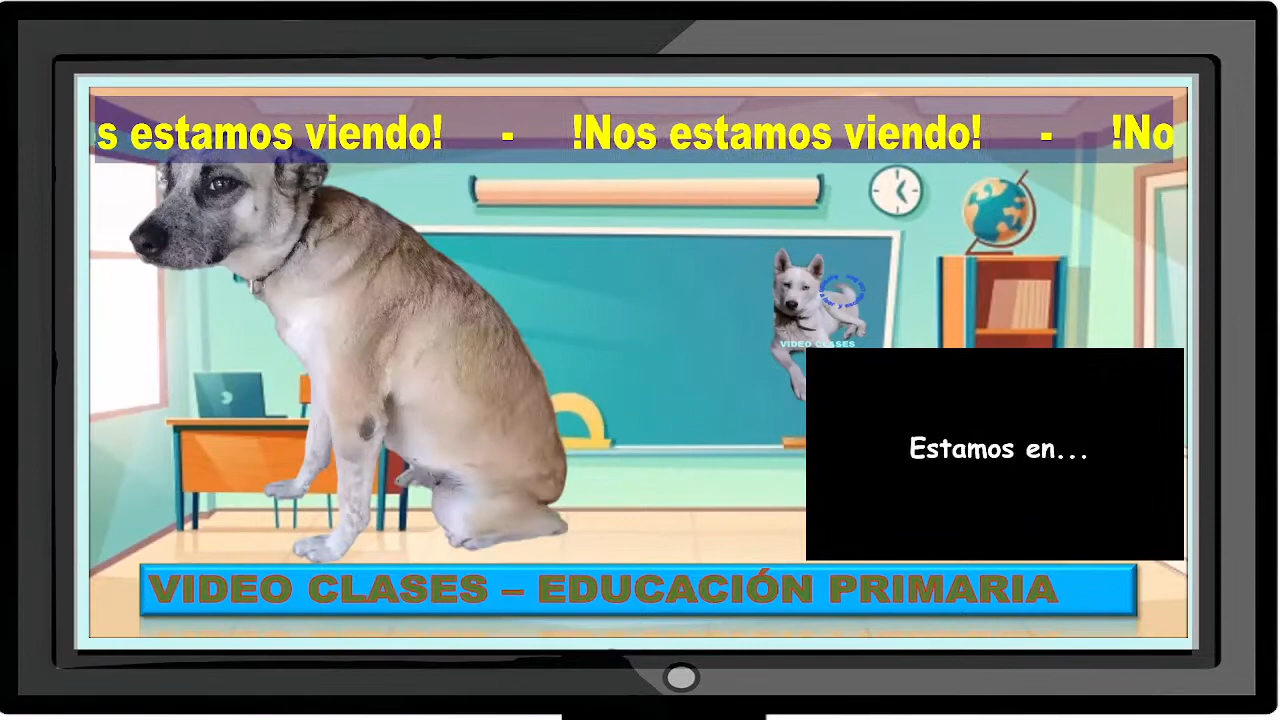 s estamos viendo! - !Nos estamos viendo! - !No
VIDEO CLASES
Estamos en...
VIDEO CLASES – EDUCACIÓN PRIMARIA